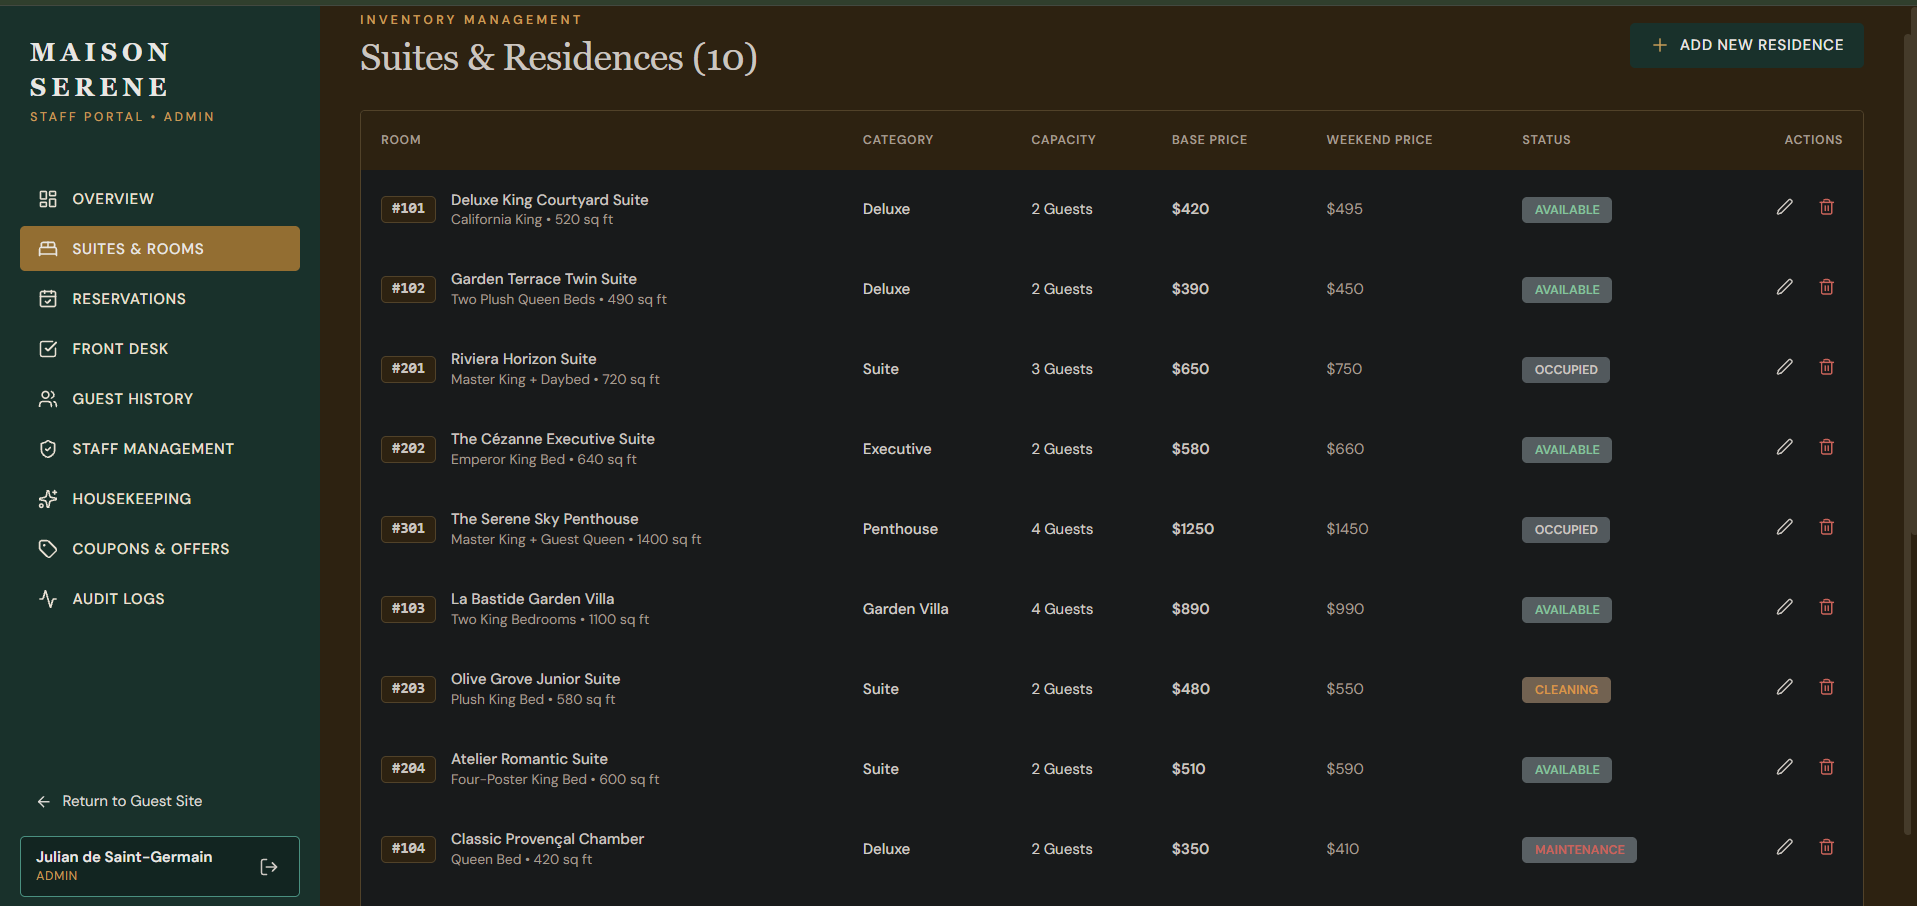 MAISON
SERENE
STAFF PORTAL • ADMIN
OVERVIEW
SUITES & ROOMS
RESERVATIONS
FRONT DESK
GUEST HISTORY
STAFF MANAGEMENT
HOUSEKEEPING
COUPONS & OFFERS
AUDIT LOGS
Return to Guest Site
Julian de Saint-Germain
ADMIN
INVENTORY MANAGEMENT
Suites & Residences (10)
ADD NEW RESIDENCE
ROOM CATEGORY CAPACITY BASE PRICE WEEKEND PRICE STATUS ACTIONS
#101 Deluxe King Courtyard Suite Deluxe 2 Guests $420 $495 AVAILABLE
California King • 520 sq ft
#102 Garden Terrace Twin Suite Deluxe 2 Guests $390 $450 AVAILABLE
Two Plush Queen Beds • 490 sq ft
#201 Riviera Horizon Suite Suite 3 Guests $650 $750 OCCUPIED
Master King + Daybed • 720 sq ft
#202 The Cézanne Executive Suite Executive 2 Guests $580 $660 AVAILABLE
Emperor King Bed • 640 sq ft
#301 The Serene Sky Penthouse Penthouse 4 Guests $1250 $1450 OCCUPIED
Master King + Guest Queen • 1400 sq ft
#103 La Bastide Garden Villa Garden Villa 4 Guests $890 $990 AVAILABLE
Two King Bedrooms • 1100 sq ft
#203 Olive Grove Junior Suite Suite 2 Guests $480 $550 CLEANING
Plush King Bed • 580 sq ft
#204 Atelier Romantic Suite Suite 2 Guests $510 $590 AVAILABLE
Four-Poster King Bed • 600 sq ft
#104 Classic Provençal Chamber Deluxe 2 Guests $350 $410 MAINTENANCE
Queen Bed • 420 sq ft